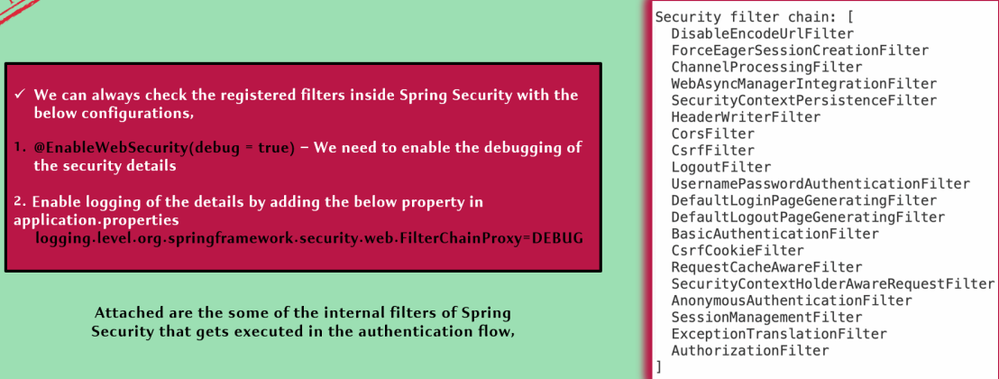 ✓ We can always check the registered filters inside Spring Security with the
below configurations,
1. @EnableWebSecurity(debug = true) – We need to enable the debugging of
the security details
2. Enable logging of the details by adding the below property in
application.properties
logging.level.org.springframework.security.web.FilterChainProxy=DEBUG
Attached are the some of the internal filters of Spring
Security that gets executed in the authentication flow,
Security filter chain: [
DisableEncodeUrlFilter
ForceEagerSessionCreationFilter
ChannelProcessingFilter
WebAsyncManagerIntegrationFilter
SecurityContextPersistenceFilter
HeaderWriterFilter
CorsFilter
CsrfFilter
LogoutFilter
UsernamePasswordAuthenticationFilter
DefaultLoginPageGeneratingFilter
DefaultLogoutPageGeneratingFilter
BasicAuthenticationFilter
CsrfCookieFilter
RequestCacheAwareFilter
SecurityContextHolderAwareRequestFilter
AnonymousAuthenticationFilter
SessionManagementFilter
ExceptionTranslationFilter
AuthorizationFilter
]